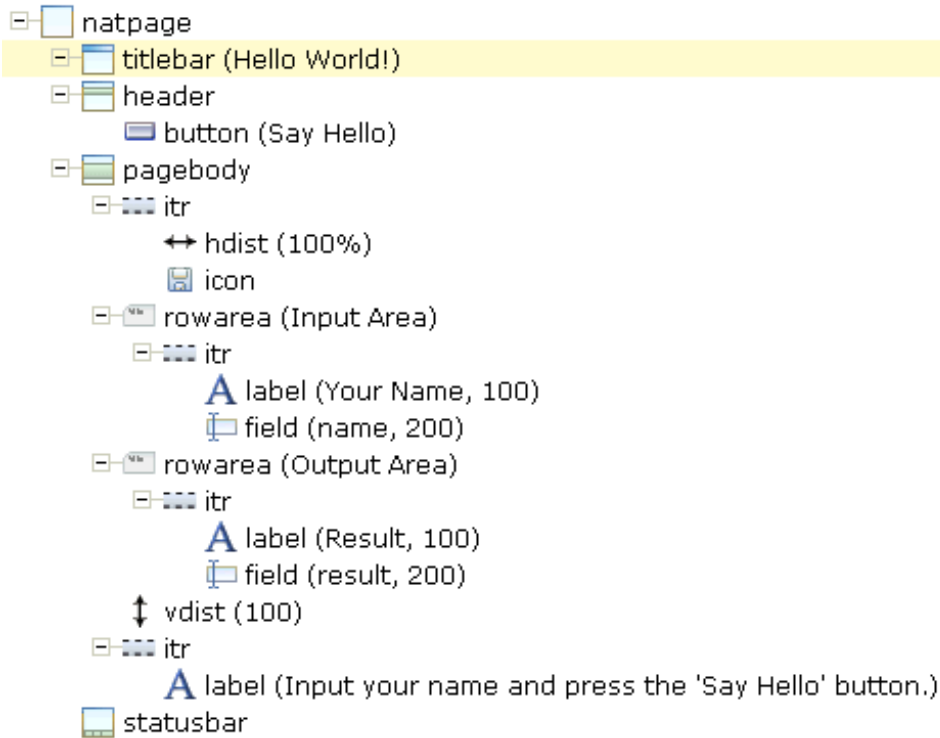 natpage
titlebar (Hello World!)
header
button (Say Hello)
pagebody
itr
hdist (100%)
icon
rowarea (Input Area)
itr
label (Your Name, 100)
field (name, 200)
rowarea (Output Area)
itr
label (Result, 100)
field (result, 200)
vdist (100)
itr
label (Input your name and press the 'Say Hello' button.)
statusbar